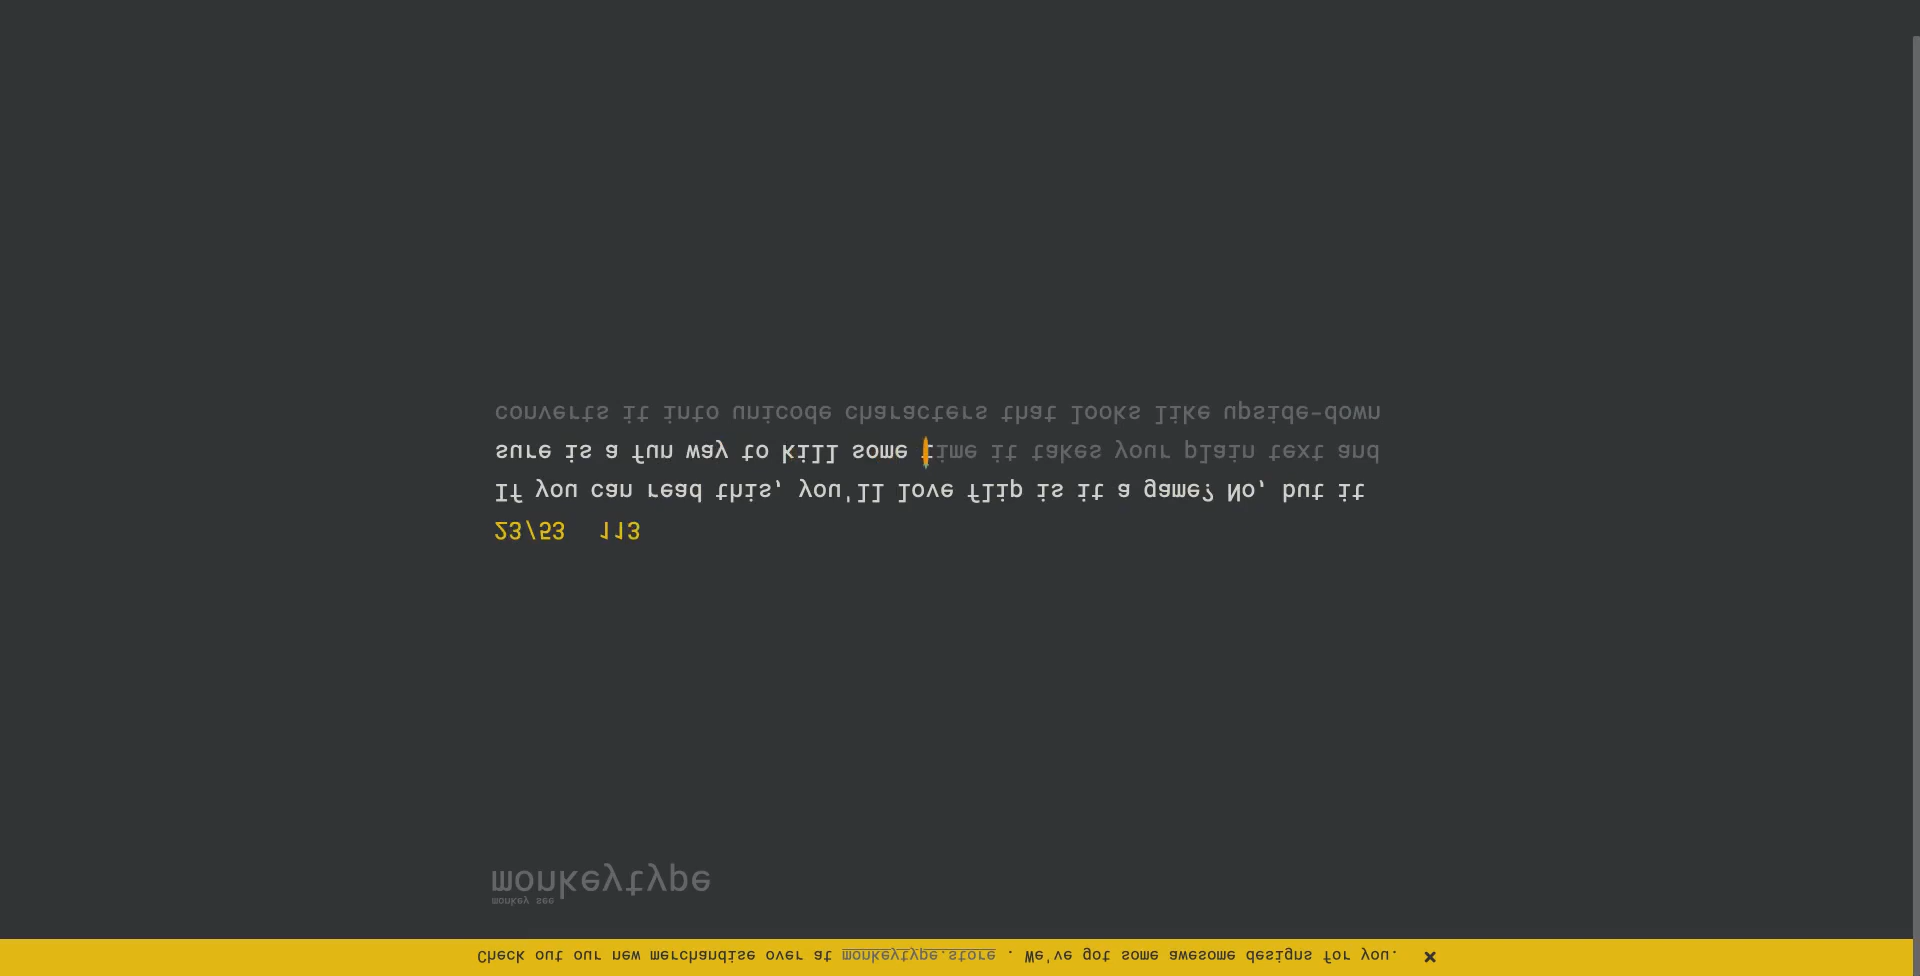 Check out our new merchandise over at monkeytype.store . We've got some awesome designs for you. ×
monkey see
monkeytype
23/53 113
If you can read this, you'll love flip is it a game? No, but it
sure is a fun way to kill some time it takes your plain text and
converts it into unicode characters that looks like upside-down